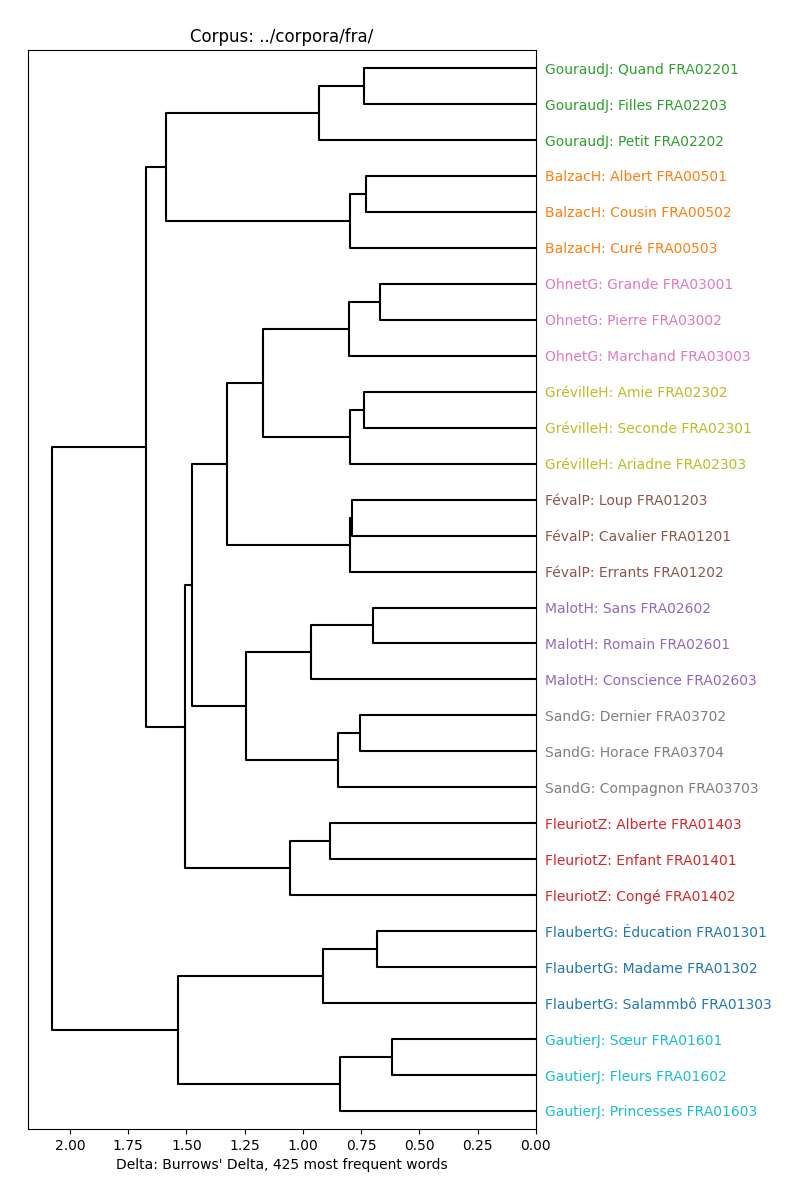 Corpus: ../corpora/fra/
GouraudJ: Quand FRA02201
GouraudJ: Filles FRA02203
GouraudJ: Petit FRA02202
BalzacH: Albert FRA00501
BalzacH: Cousin FRA00502
BalzacH: Curé FRA00503
OhnetG: Grande FRA03001
OhnetG: Pierre FRA03002
OhnetG: Marchand FRA03003
GrévilleH: Amie FRA02302
GrévilleH: Seconde FRA02301
GrévilleH: Ariadne FRA02303
FévalP: Loup FRA01203
FévalP: Cavalier FRA01201
FévalP: Errants FRA01202
MalotH: Sans FRA02602
MalotH: Romain FRA02601
MalotH: Conscience FRA02603
SandG: Dernier FRA03702
SandG: Horace FRA03704
SandG: Compagnon FRA03703
FleuriotZ: Alberte FRA01403
FleuriotZ: Enfant FRA01401
FleuriotZ: Congé FRA01402
FlaubertG: Éducation FRA01301
FlaubertG: Madame FRA01302
FlaubertG: Salammbô FRA01303
GautierJ: Sœur FRA01601
GautierJ: Fleurs FRA01602
GautierJ: Princesses FRA01603
2.00 1.75 1.50 1.25 1.00 0.75 0.50 0.25 0.00
Delta: Burrows' Delta, 425 most frequent words